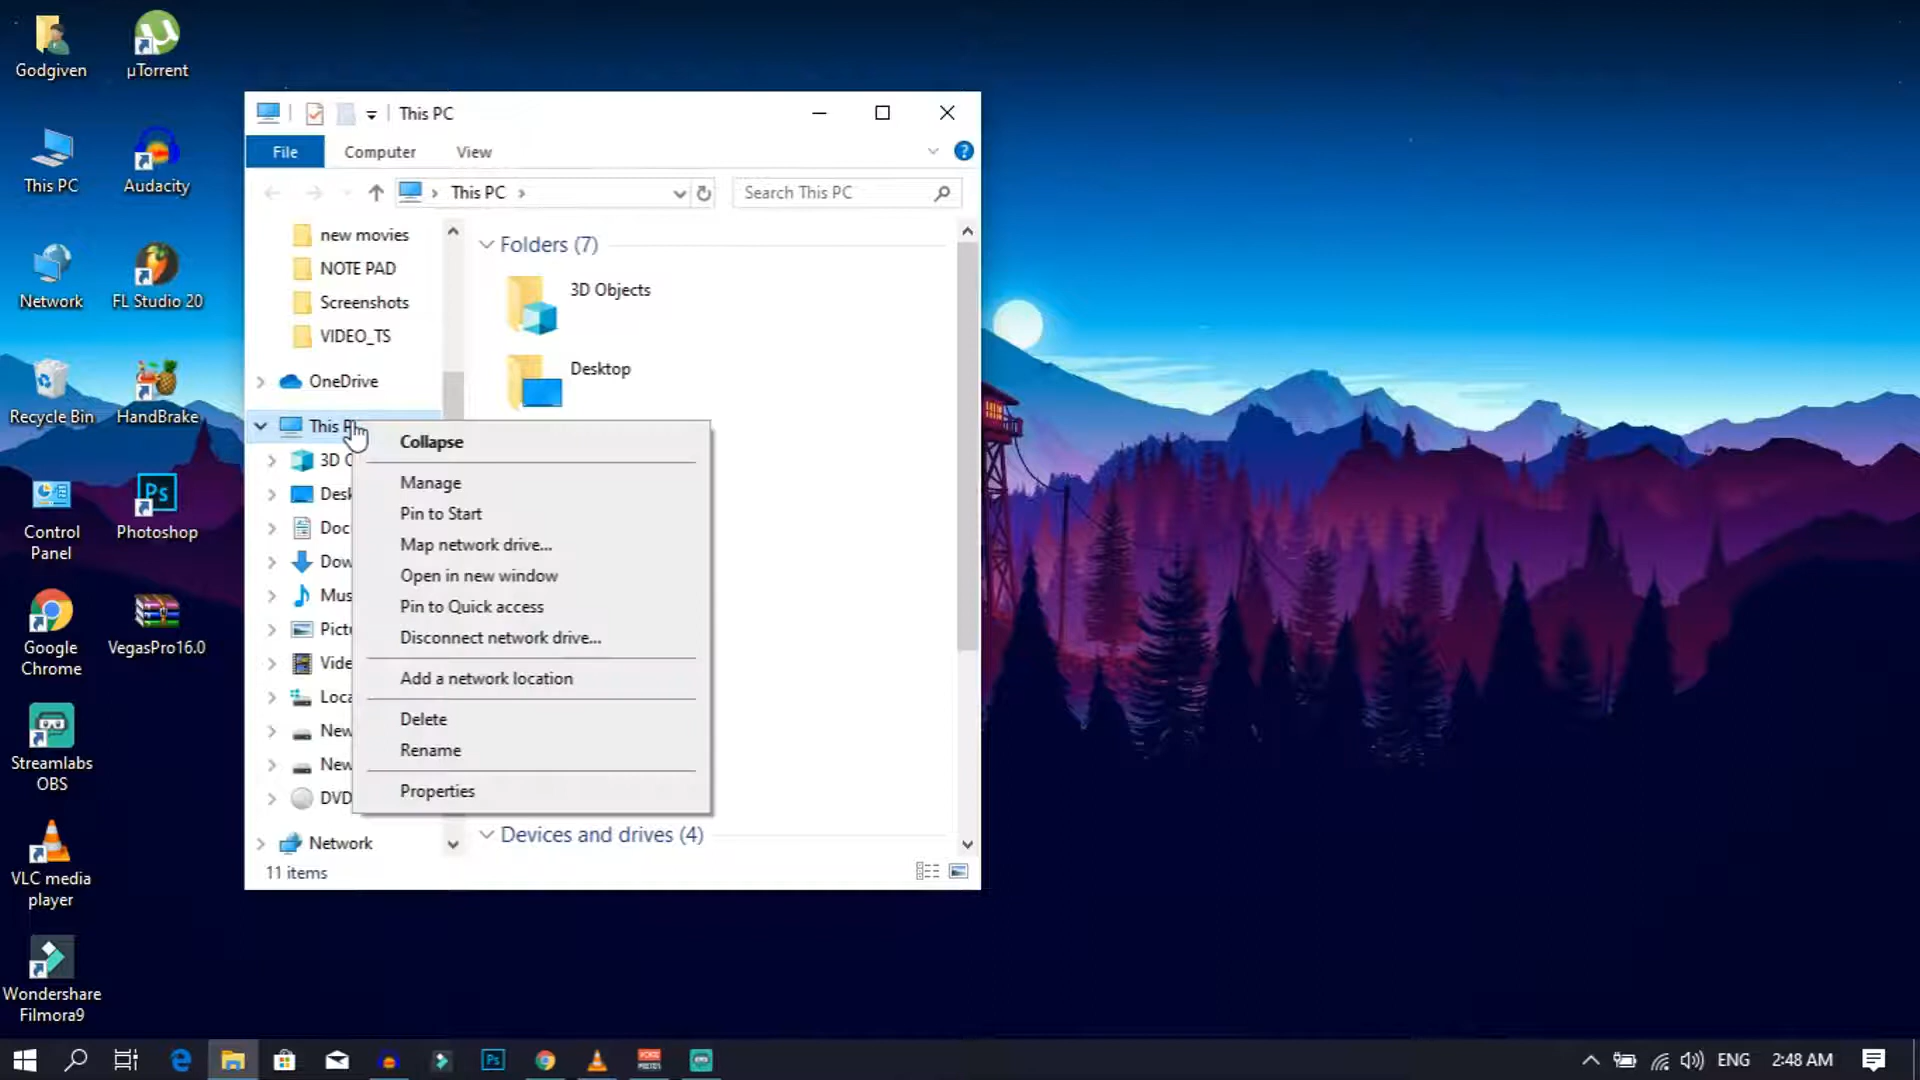 Godgiven
µTorrent
This PC
Audacity
Network
FL Studio 20
Recycle Bin
HandBrake
Control
Panel
Photoshop
Google
Chrome
VegasPro16.0
Streamlabs
OBS
VLC media
player
Wondershare
Filmora9
This PC
File
Computer
View
This PC
Search This PC
new movies
NOTE PAD
Screenshots
VIDEO_TS
OneDrive
This P
3D
Desk
Doc
Dow
Mus
Pictu
Vide
Loca
New
New
DVD
Network
11 items
Folders (7)
3D Objects
Desktop
Devices and drives (4)
Collapse
Manage
Pin to Start
Map network drive...
Open in new window
Pin to Quick access
Disconnect network drive...
Add a network location
Delete
Rename
Properties
Ps
Ps
ENG
2:48 AM